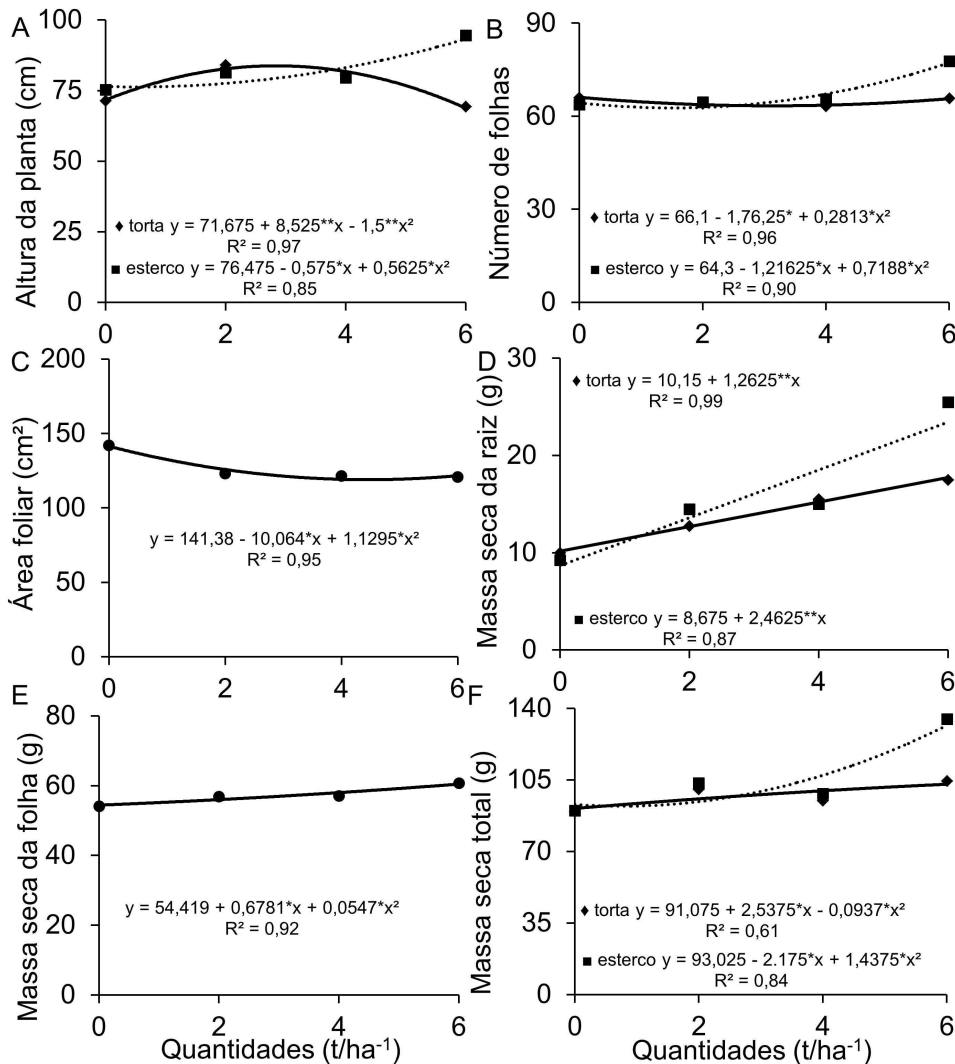 A
Altura da planta (cm)
100
75
50
25
0
♦ torta y = 71,675 + 8,525**x - 1,5**x²
R² = 0,97
■ esterco y = 76,475 - 0,575*x + 0,5625*x²
R² = 0,85
0 2 4 6
B
Número de folhas
90
60
30
0
♦ torta y = 66,1 - 1,76,25* + 0,2813*x²
R² = 0,96
■ esterco y = 64,3 - 1,21625*x + 0,7188*x²
R² = 0,90
0 2 4 6
C
Área foliar (cm²)
200
150
100
50
0
y = 141,38 - 10,064*x + 1,1295*x²
R² = 0,95
0 2 4 6
D
Massa seca da raiz (g)
30
20
10
0
♦ torta y = 10,15 + 1,2625**x
R² = 0,99
■ esterco y = 8,675 + 2,4625**x
R² = 0,87
0 2 4 6
E
Massa seca da folha (g)
80
60
40
20
0
y = 54,419 + 0,6781*x + 0,0547*x²
R² = 0,92
0 2 4 6
Quantidades (t/ha⁻¹)
F
Massa seca total (g)
140
105
70
35
0
♦ torta y = 91,075 + 2,5375*x - 0,0937*x²
R² = 0,61
■ esterco y = 93,025 - 2.175*x + 1,4375*x²
R² = 0,84
0 2 4 6
Quantidades (t/ha⁻¹)